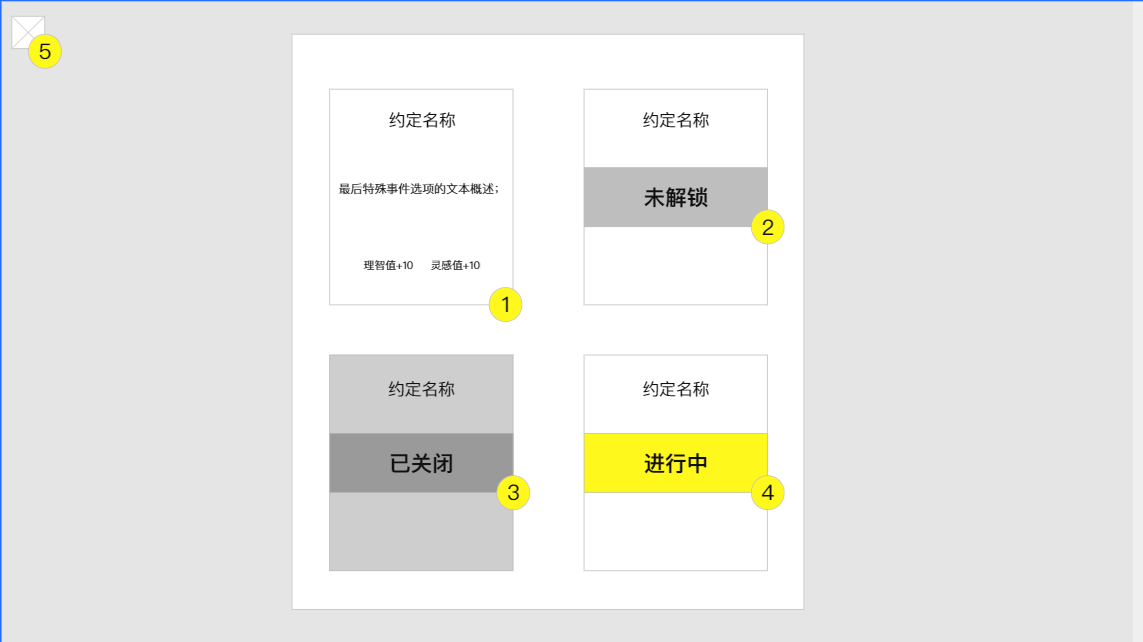 5
约定名称
最后特殊事件选项的文本概述；
理智值+10 灵感值+10
1
约定名称
未解锁
2
约定名称
已关闭
3
约定名称
进行中
4